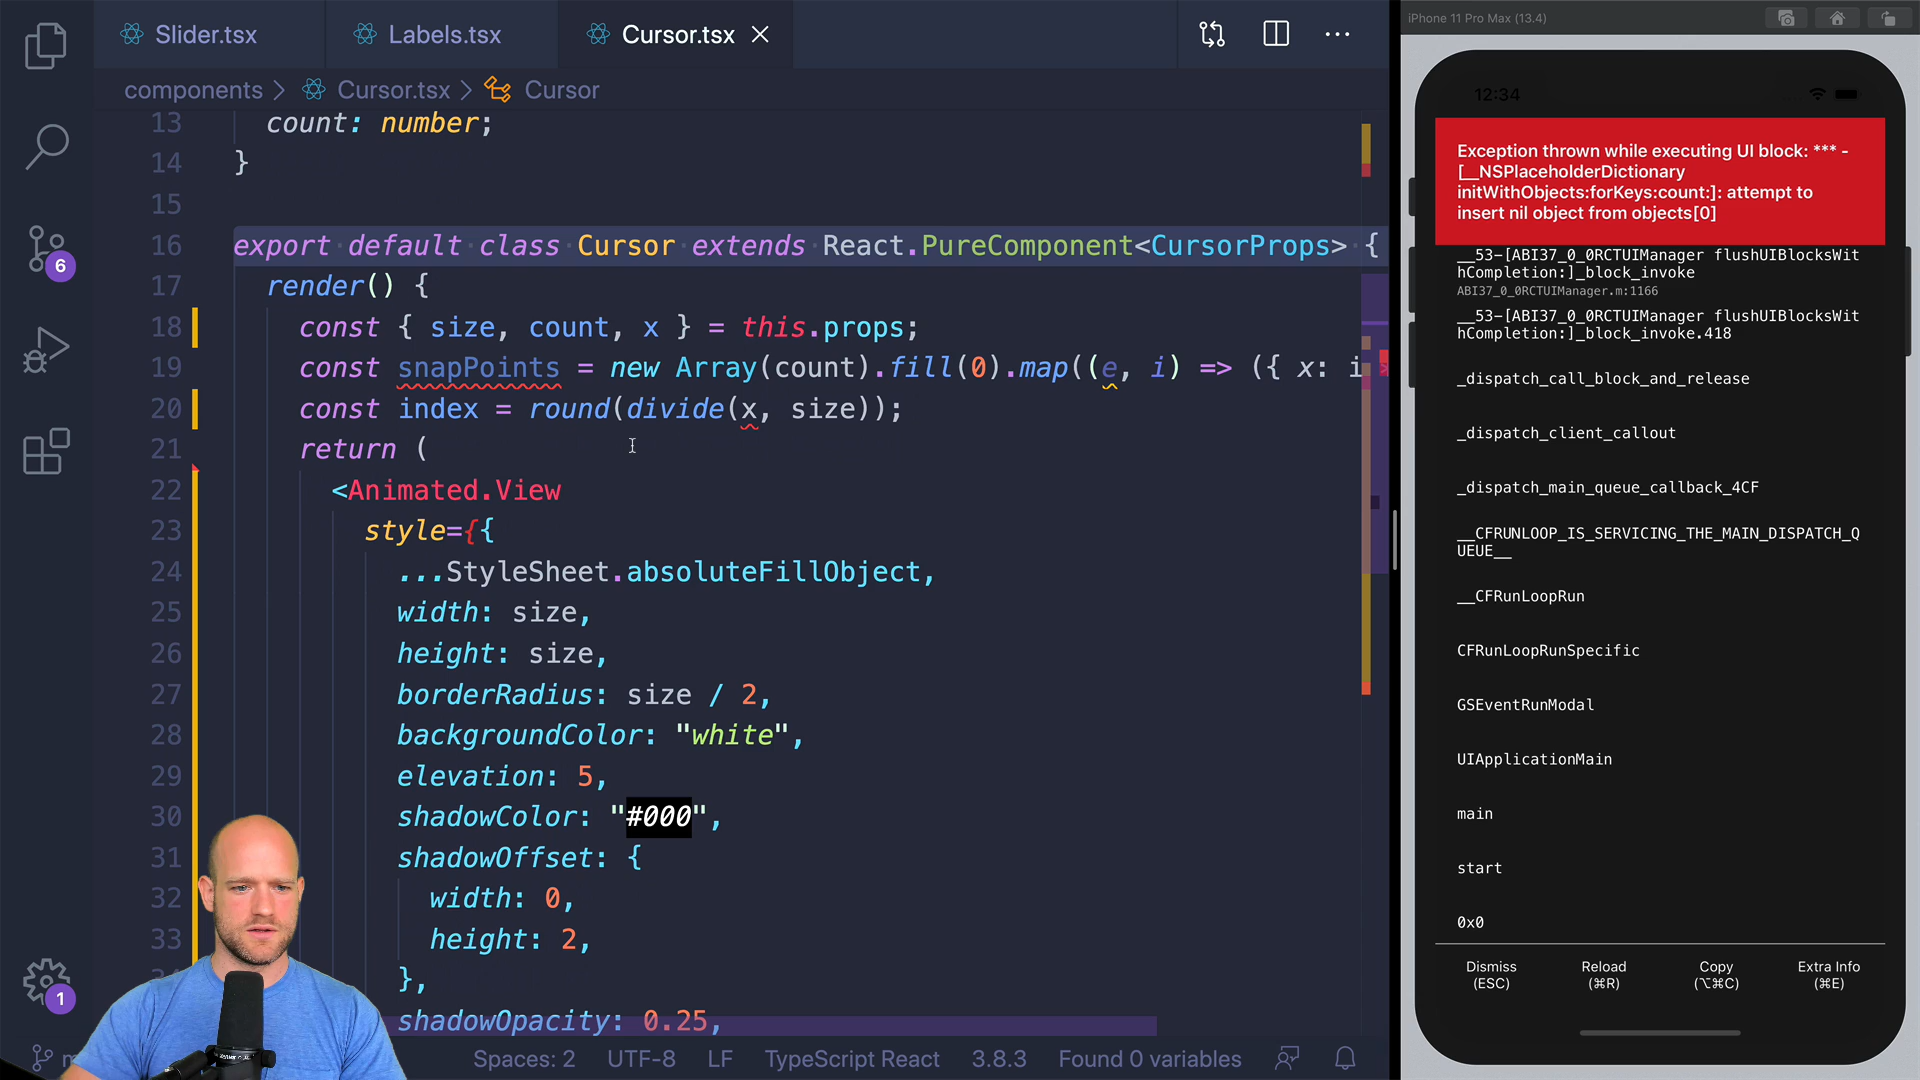 Slider.tsx
Labels.tsx
Cursor.tsx
components > Cursor.tsx > Cursor
13 count: number;
14 }
15
16 export default class Cursor extends React.PureComponent<CursorProps> {
17 render() {
18 const { size, count, x } = this.props;
19 const snapPoints = new Array(count).fill(0).map((e, i) => ({ x: i
20 const index = round(divide(x, size));
21 return (
22 <Animated.View
23 style={{
24 ...StyleSheet.absoluteFillObject,
25 width: size,
26 height: size,
27 borderRadius: size / 2,
28 backgroundColor: "white",
29 elevation: 5,
30 shadowColor: "#000",
31 shadowOffset: {
32 width: 0,
33 height: 2,
},
shadowOpacity: 0.25,
6
1
Spaces: 2
UTF-8
LF
TypeScript React
3.8.3
Found 0 variables
iPhone 11 Pro Max (13.4)
12:34
Exception thrown while executing UI block: *** -
[__NSPlaceholderDictionary
initWithObjects:forKeys:count:]: attempt to
insert nil object from objects[0]
__53-[ABI37_0_0RCTUIManager flushUIBlocksWit
hCompletion:]_block_invoke
ABI37_0_0RCTUIManager.m:1166
__53-[ABI37_0_0RCTUIManager flushUIBlocksWit
hCompletion:]_block_invoke.418
_dispatch_call_block_and_release
_dispatch_client_callout
_dispatch_main_queue_callback_4CF
__CFRUNLOOP_IS_SERVICING_THE_MAIN_DISPATCH_Q
UEUE__
__CFRunLoopRun
CFRunLoopRunSpecific
GSEventRunModal
UIApplicationMain
main
start
0x0
Dismiss
(ESC)
Reload
(⌘R)
Copy
(⌥⌘C)
Extra Info
(⌘E)